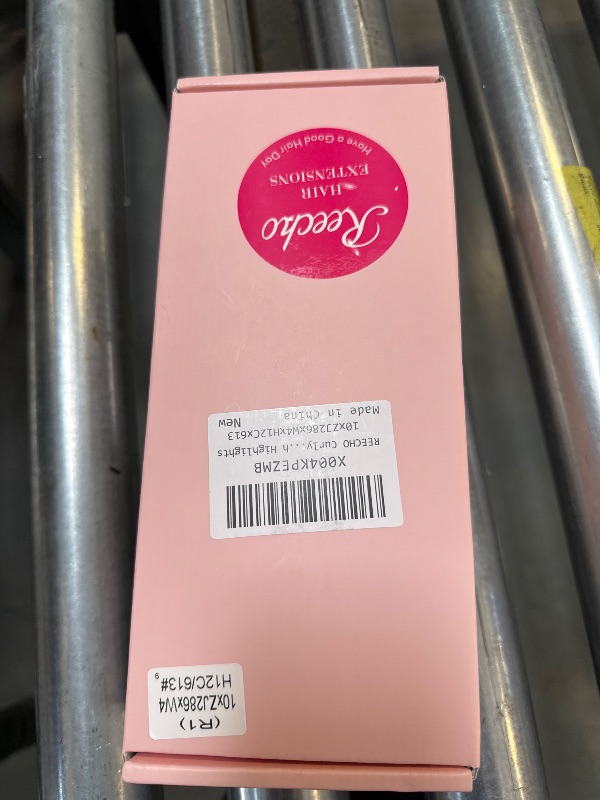 Reecho
HAIR
EXTENSIONS
Have a Good Hair Day
(R1)
10xZJ286xW4
H12C/613#
9
X004KPEZMB
REECHO Curly...h Highlights
10xZJ286xW4xH12Cx613
New
Made in China